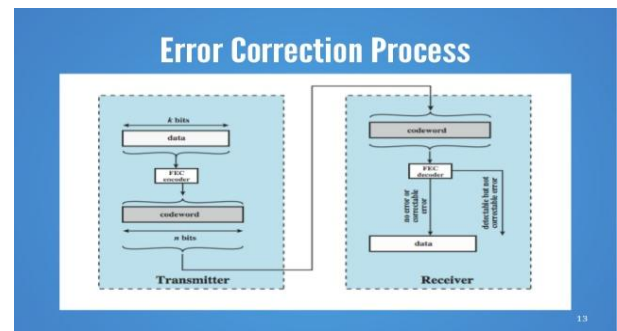 Error Correction Process
k bits
data
FEC
encoder
codeword
n bits
Transmitter
codeword
FEC
decoder
no error or
correctable
error
detectable but not
correctable error
data
Receiver
13